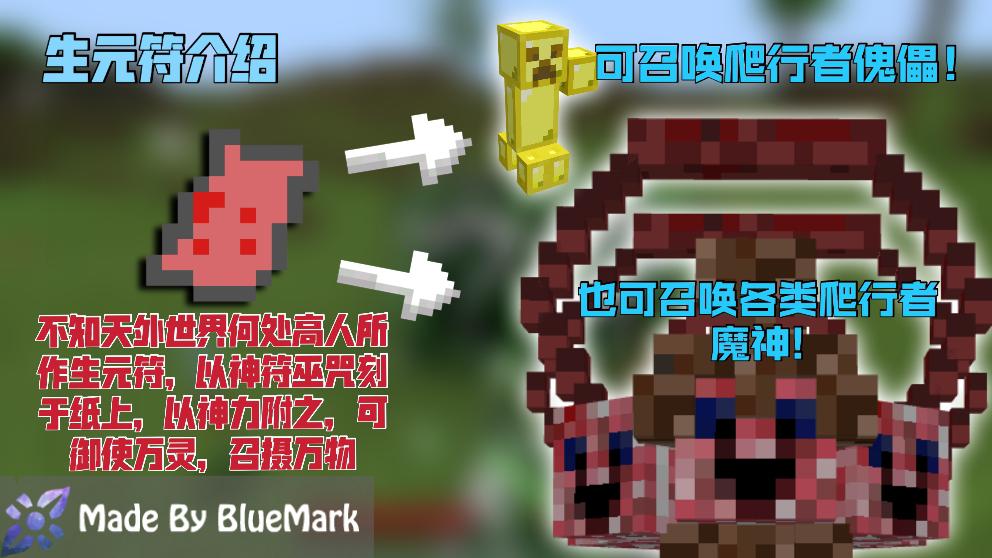 生元符介绍
可召唤爬行者傀儡!
也可召唤各类爬行者
魔神!
不知天外世界何处高人所
作生元符，以神符巫咒刻
于纸上，以神力附之，可
御使万灵，召摄万物
Made By BlueMark